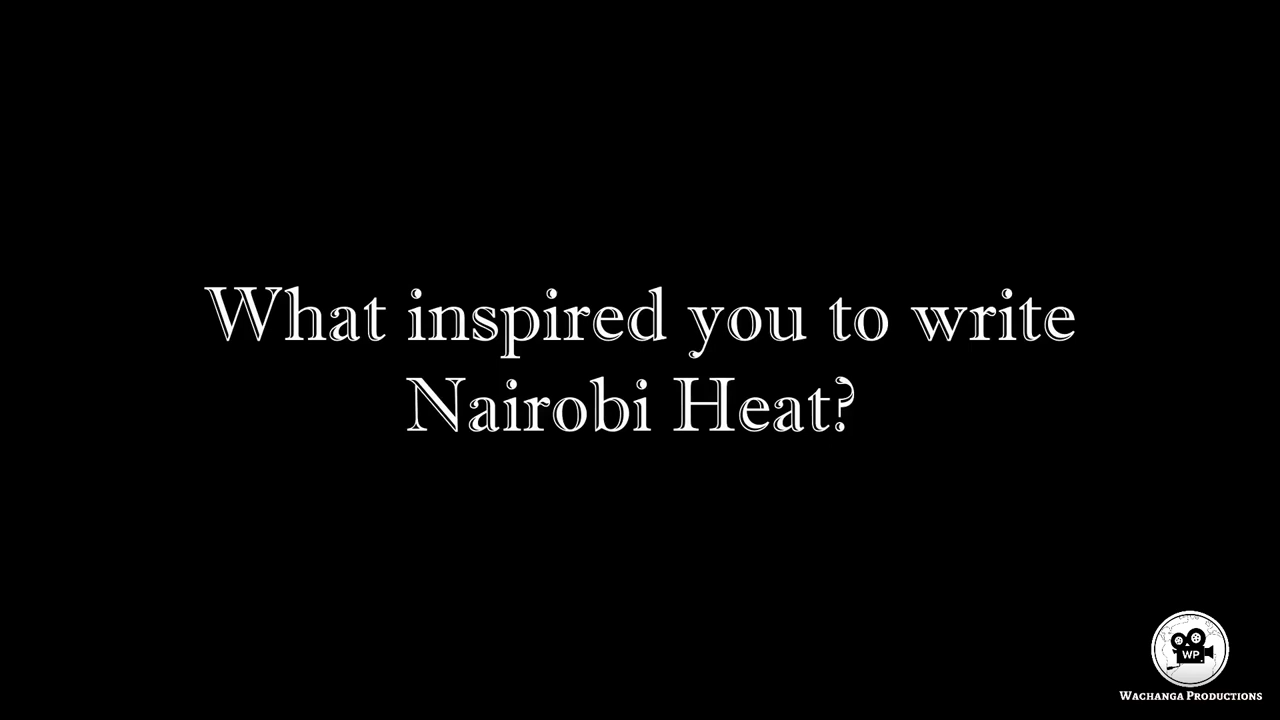 What inspired you to write
Nairobi Heat?
WP
WACHANGA PRODUCTIONS